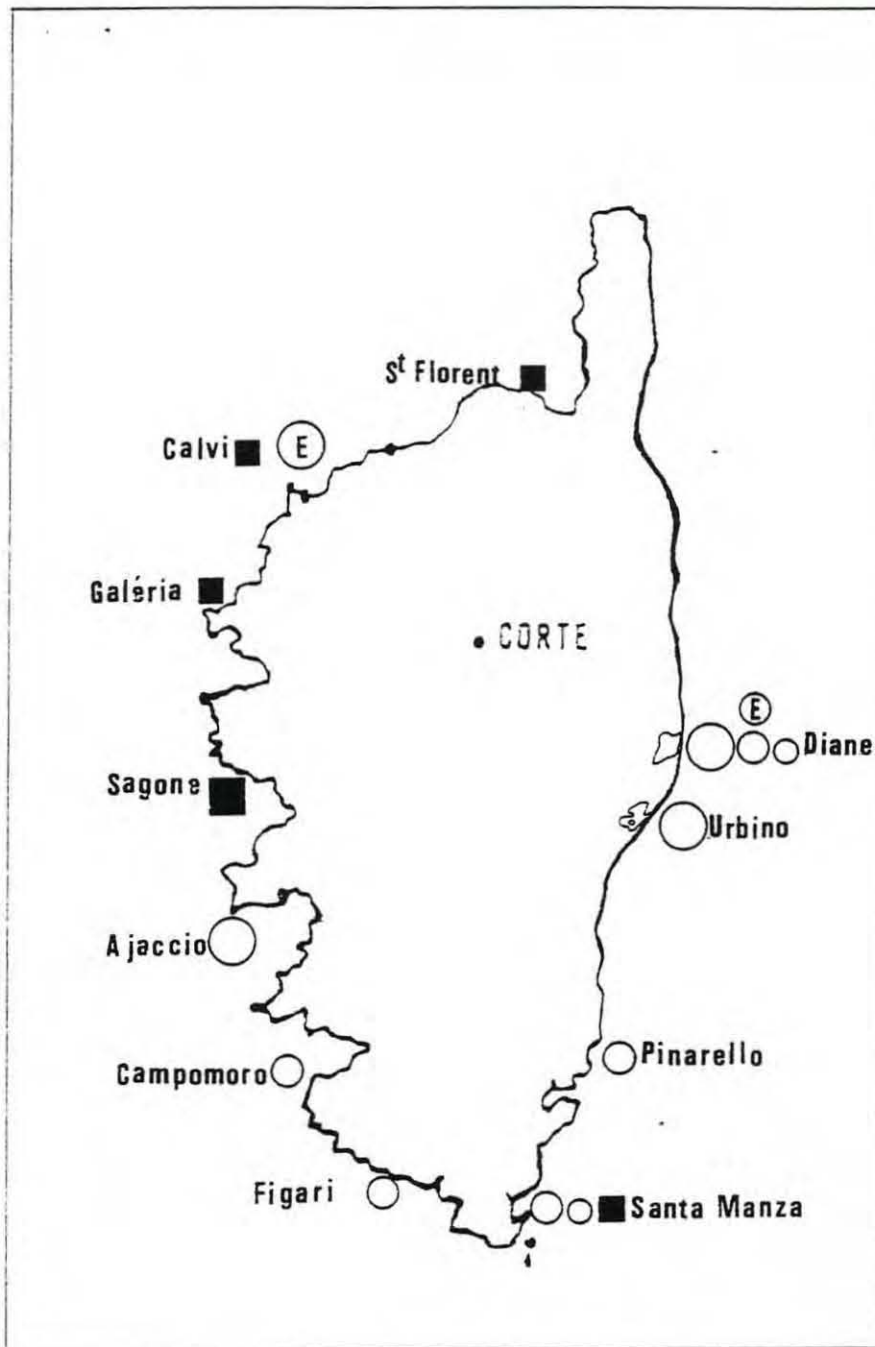 St Florent
Calvi
E
Galéria
CORTE
E
Diane
Sagone
Urbino
Ajaccio
Pinarello
Campomoro
Figari
Santa Manza